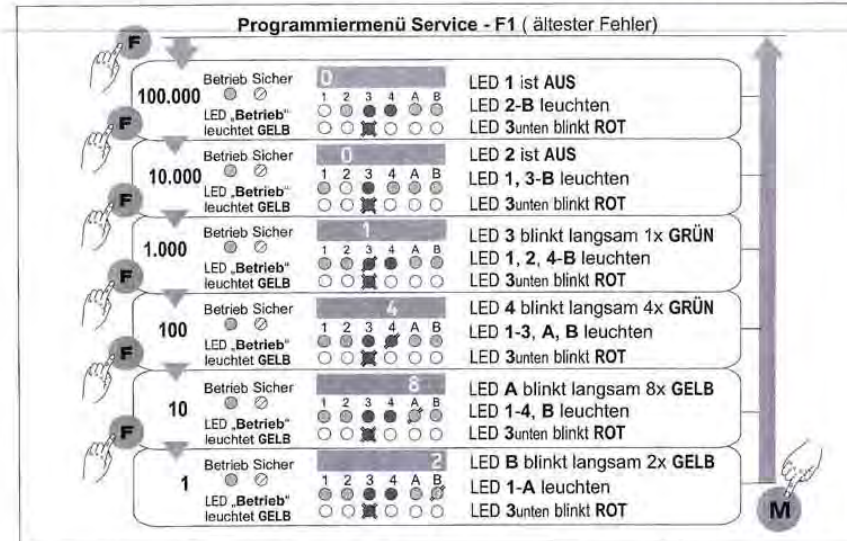 Programmiermenü Service - F1 ( ältester Fehler)
F
100.000
Betrieb Sicher
LED „Betrieb“
leuchtet GELB
0
1 2 3 4 A B
LED 1 ist AUS
LED 2-B leuchten
LED 3unten blinkt ROT
F
10.000
Betrieb Sicher
LED „Betrieb“
leuchtet GELB
0
1 2 3 4 A B
LED 2 ist AUS
LED 1, 3-B leuchten
LED 3unten blinkt ROT
F
1.000
Betrieb Sicher
LED „Betrieb“
leuchtet GELB
1
1 2 3 4 A B
LED 3 blinkt langsam 1x GRÜN
LED 1, 2, 4-B leuchten
LED 3unten blinkt ROT
F
100
Betrieb Sicher
LED „Betrieb“
leuchtet GELB
4
1 2 3 4 A B
LED 4 blinkt langsam 4x GRÜN
LED 1-3, A, B leuchten
LED 3unten blinkt ROT
F
10
Betrieb Sicher
LED „Betrieb“
leuchtet GELB
8
1 2 3 4 A B
LED A blinkt langsam 8x GELB
LED 1-4, B leuchten
LED 3unten blinkt ROT
F
1
Betrieb Sicher
LED „Betrieb“
leuchtet GELB
2
1 2 3 4 A B
LED B blinkt langsam 2x GELB
LED 1-A leuchten
LED 3unten blinkt ROT
M